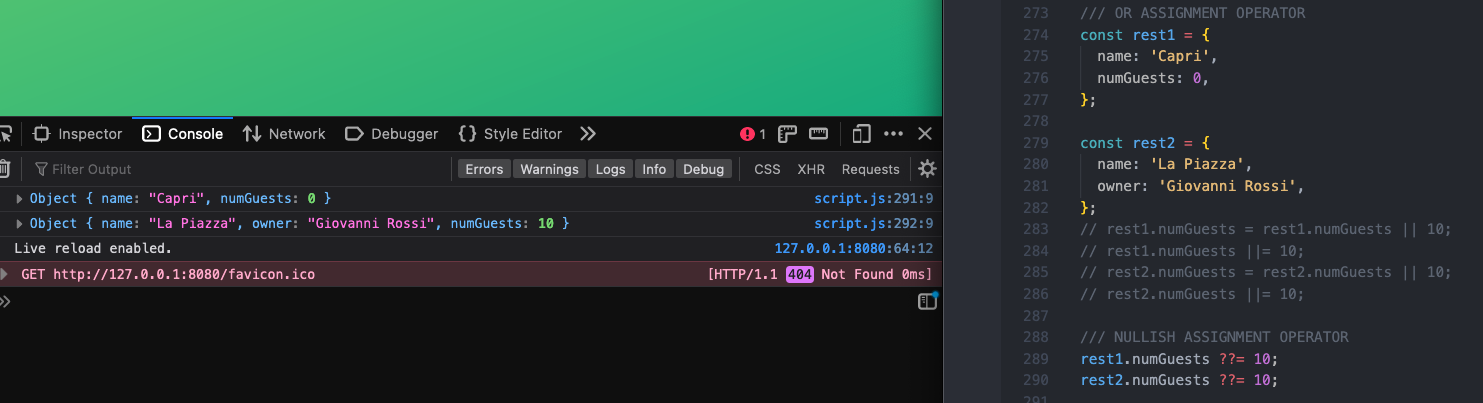 Inspector Console Network Debugger Style Editor 1
Filter Output Errors Warnings Logs Info Debug CSS XHR Requests
Object { name: "Capri", numGuests: 0 } script.js:291:9
Object { name: "La Piazza", owner: "Giovanni Rossi", numGuests: 10 } script.js:292:9
Live reload enabled. 127.0.0.1:8080:64:12
GET http://127.0.0.1:8080/favicon.ico [HTTP/1.1 404 Not Found 0ms]
273 /// OR ASSIGNMENT OPERATOR
274 const rest1 = {
275 name: 'Capri',
276 numGuests: 0,
277 };
278
279 const rest2 = {
280 name: 'La Piazza',
281 owner: 'Giovanni Rossi',
282 };
283 // rest1.numGuests = rest1.numGuests || 10;
284 // rest1.numGuests ||= 10;
285 // rest2.numGuests = rest2.numGuests || 10;
286 // rest2.numGuests ||= 10;
287
288 /// NULLISH ASSIGNMENT OPERATOR
289 rest1.numGuests ??= 10;
290 rest2.numGuests ??= 10;
291